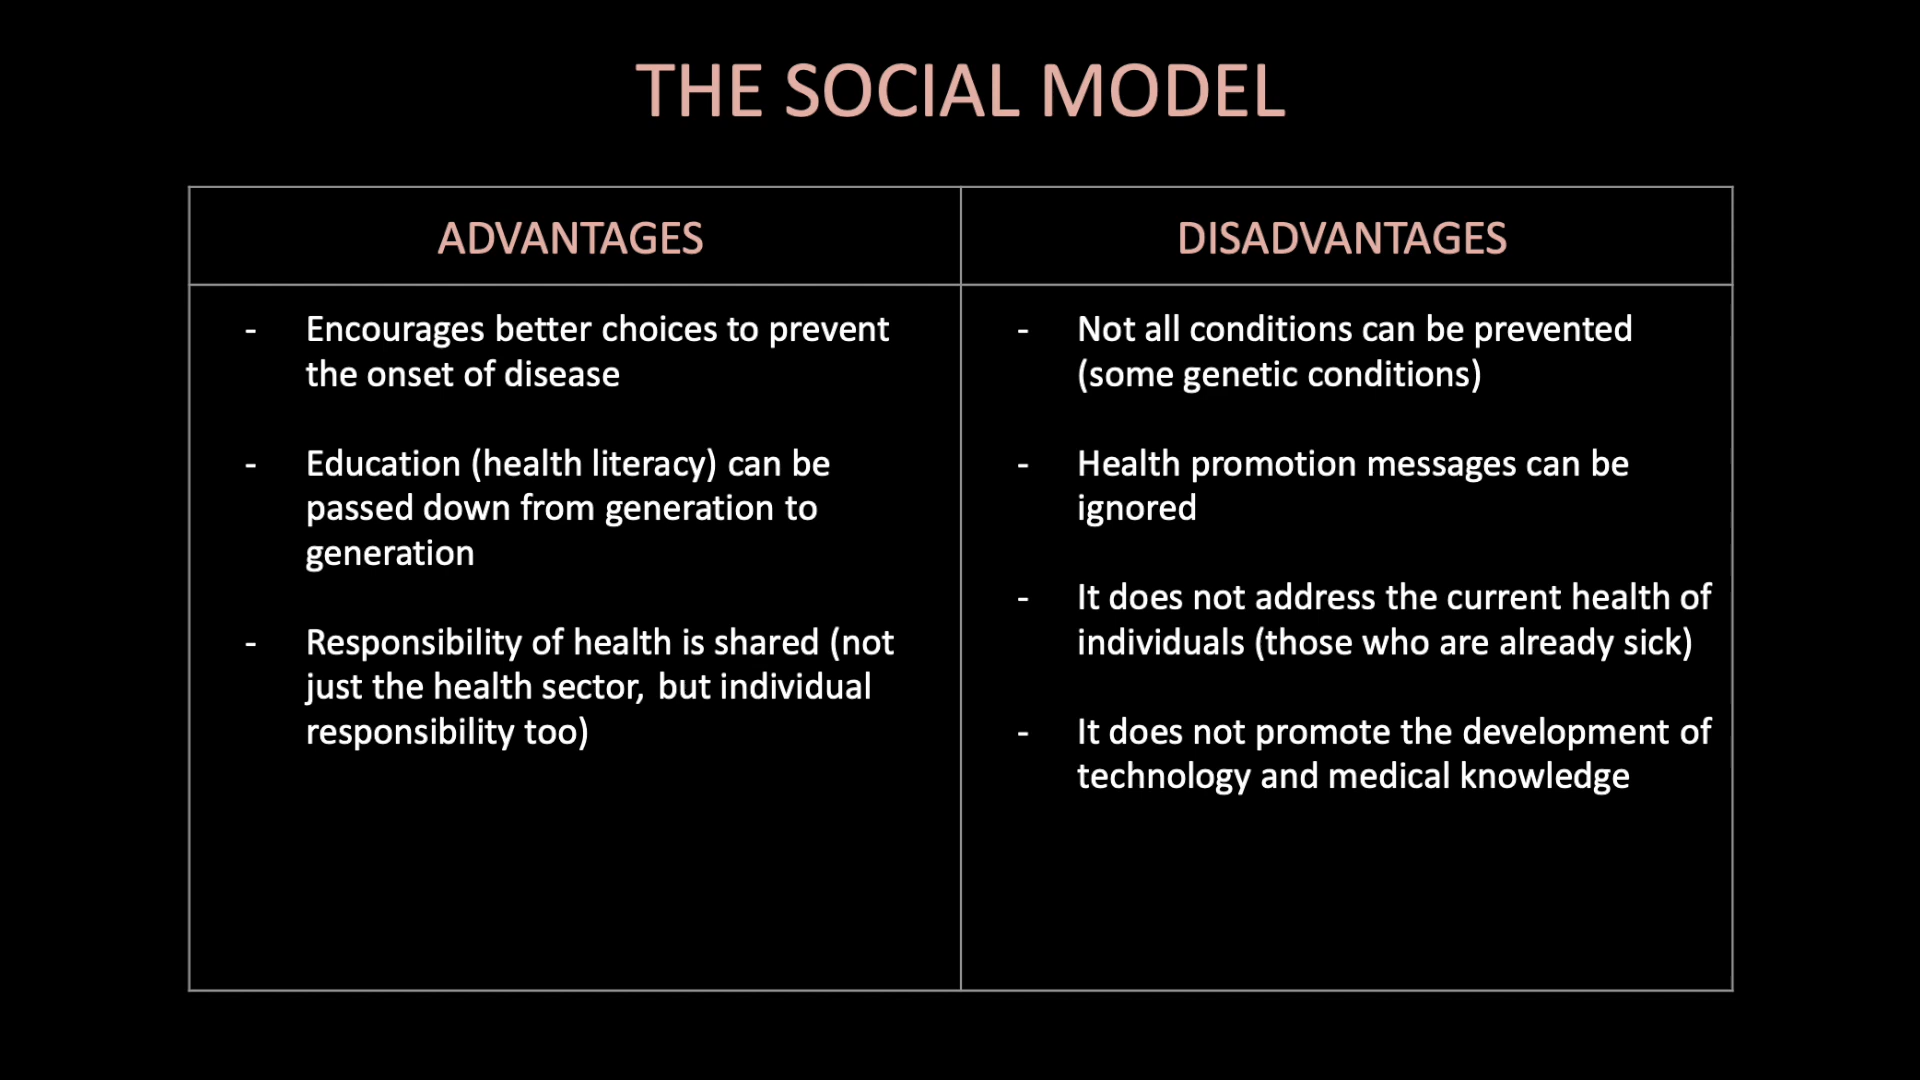 THE SOCIAL MODEL
ADVANTAGES
- Encourages better choices to prevent
the onset of disease
- Education (health literacy) can be
passed down from generation to
generation
- Responsibility of health is shared (not
just the health sector, but individual
responsibility too)
DISADVANTAGES
- Not all conditions can be prevented
(some genetic conditions)
- Health promotion messages can be
ignored
- It does not address the current health of
individuals (those who are already sick)
- It does not promote the development of
technology and medical knowledge